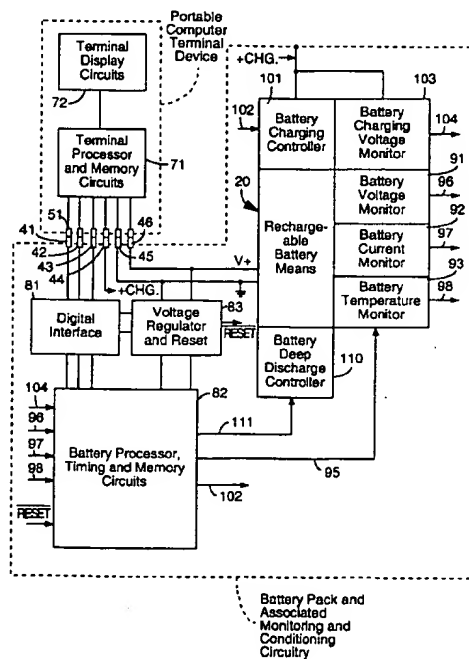 Portable
Computer
Terminal
Device
Terminal
Display
Circuits
72
Terminal
Processor
and Memory
Circuits
71
51
41
42
43
44
46
45
+CHG.
81
Digital
Interface
Voltage
Regulator
and Reset
83
RESET
V+
+CHG.
101
103
102
Battery
Charging
Controller
Battery
Charging
Voltage
Monitor
104
91
20
Recharge-
able
Battery
Means
Battery
Voltage
Monitor
96
92
Battery
Current
Monitor
97
93
Battery
Temperature
Monitor
98
Battery
Deep
Discharge
Controller
110
82
104
96
97
98
RESET
Battery Processor,
Timing and Memory
Circuits
111
95
102
Battery Pack and
Associated
Monitoring and
Conditioning
Circuitry